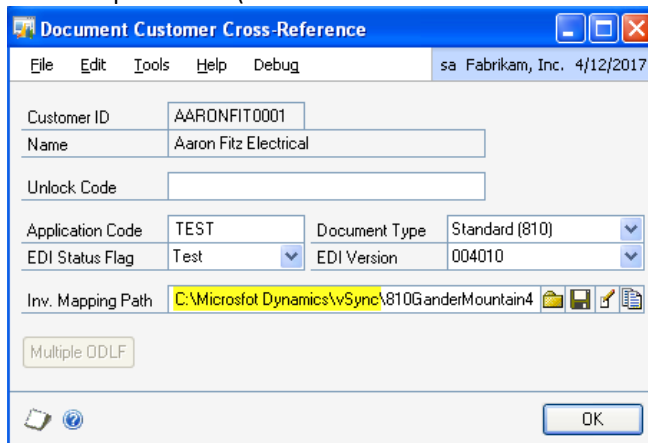 Document Customer Cross-Reference
File Edit Tools Help Debug sa Fabrikam, Inc. 4/12/2017
Customer ID AARONFIT0001
Name Aaron Fitz Electrical
Unlock Code
Application Code TEST Document Type Standard (810)
EDI Status Flag Test EDI Version 004010
Inv. Mapping Path C:\Microsfot Dynamics\vSync\810GanderMountain4
Multiple ODLF
OK